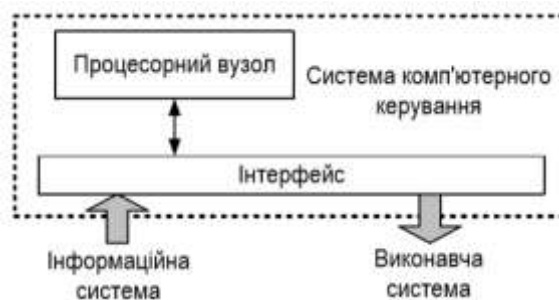 Процесорний вузол
Система комп'ютерного
керування
Інтерфейс
Інформаційна
система
Виконавча
система